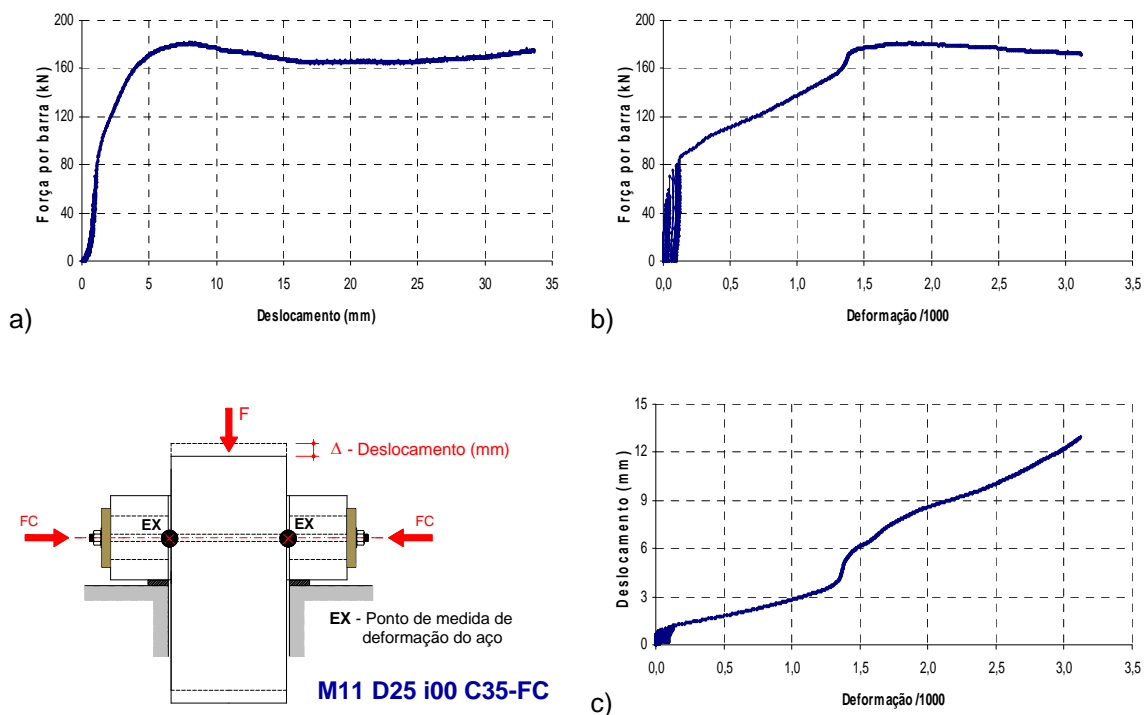 200
160
120
80
40
0
Força por barra (kN)
0 5 10 15 20 25 30 35
Deslocamento (mm)
a)
200
160
120
80
40
0
Força por barra (kN)
0,0 0,5 1,0 1,5 2,0 2,5 3,0 3,5
Deformação /1000
b)
F
Δ - Deslocamento (mm)
FC
EX
EX
FC
EX - Ponto de medida de
deformação do aço
M11 D25 i00 C35-FC
15
12
9
6
3
0
Deslocamento (mm)
0,0 0,5 1,0 1,5 2,0 2,5 3,0 3,5
Deformação /1000
c)